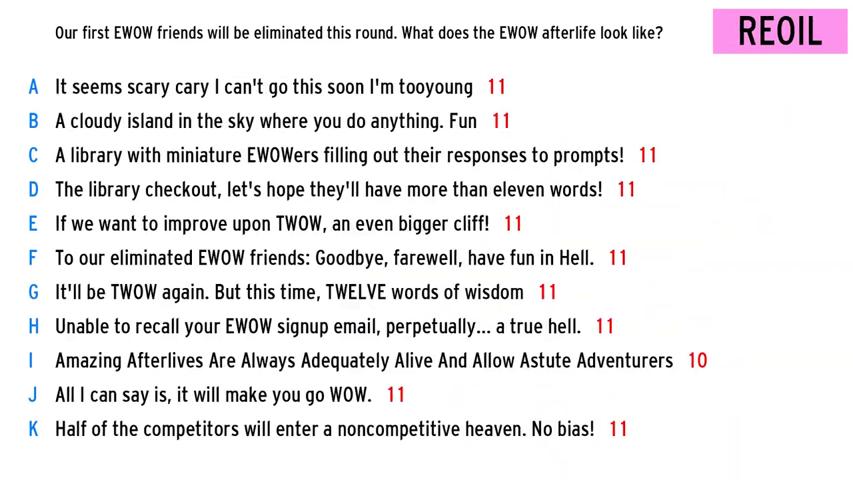 Our first EWOW friends will be eliminated this round. What does the EWOW afterlife look like?
REOIL
A It seems scary cary I can't go this soon I'm tooyoung 11
B A cloudy island in the sky where you do anything. Fun 11
C A library with miniature EWOWers filling out their responses to prompts! 11
D The library checkout, let's hope they'll have more than eleven words! 11
E If we want to improve upon TWOW, an even bigger cliff! 11
F To our eliminated EWOW friends: Goodbye, farewell, have fun in Hell. 11
G It'll be TWOW again. But this time, TWELVE words of wisdom 11
H Unable to recall your EWOW signup email, perpetually... a true hell. 11
I Amazing Afterlives Are Always Adequately Alive And Allow Astute Adventurers 10
J All I can say is, it will make you go WOW. 11
K Half of the competitors will enter a noncompetitive heaven. No bias! 11